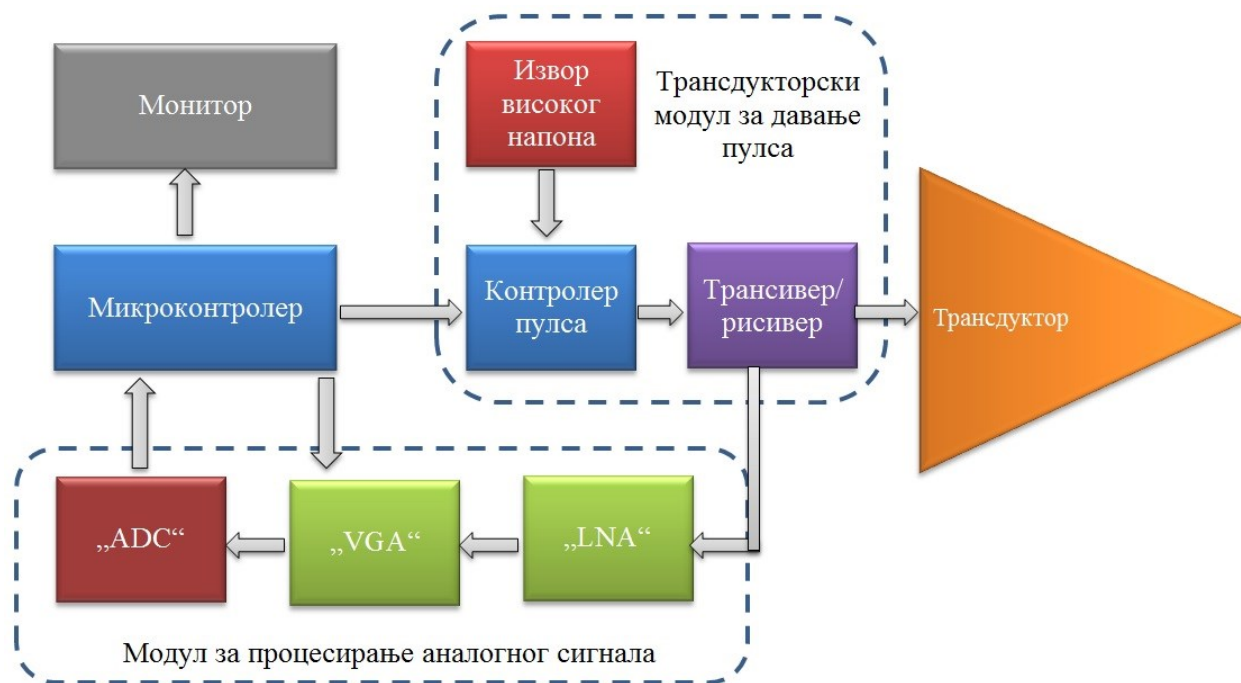 Монитор
Извор
високог
напона
Трансдукторски
модул за давање
пулса
Микроконтролер
Контролер
пулса
Трансивер/
рисивер
Трансдуктор
„ADC“
„VGA“
„LNA“
Модул за процесирање аналогног сигнала